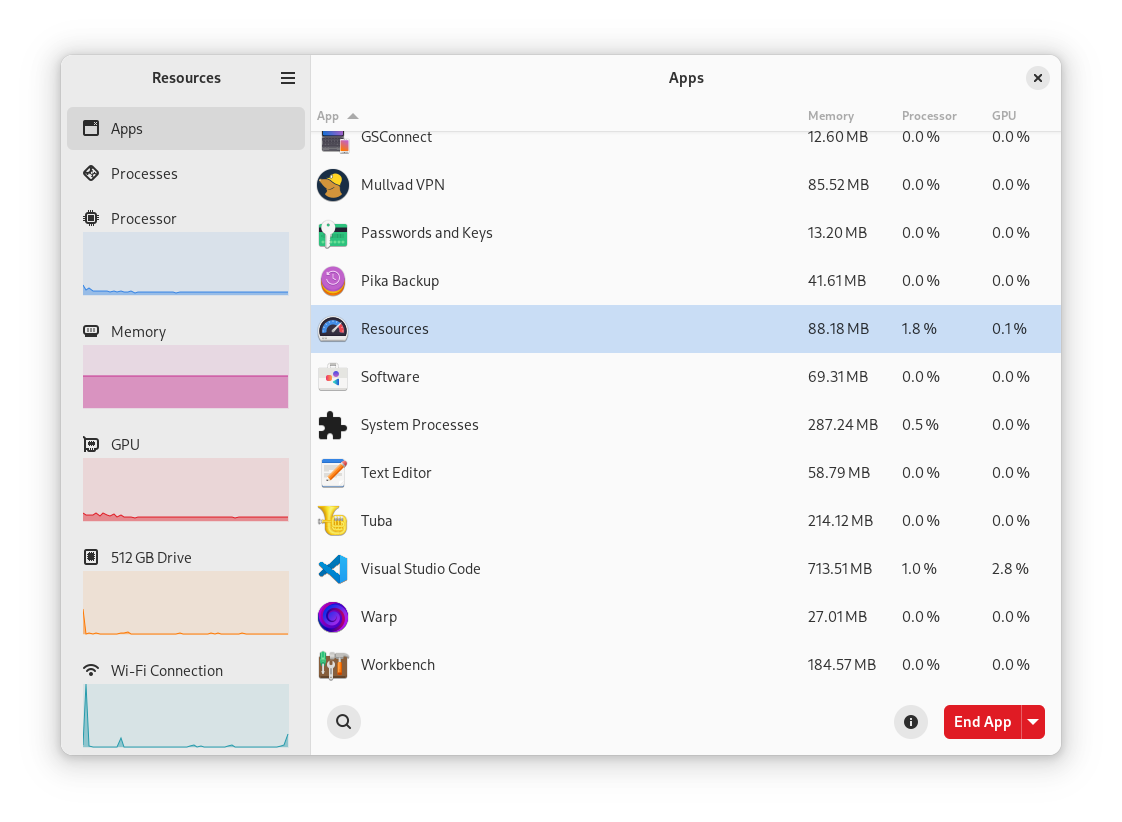 Resources
Apps
Processes
Processor
Memory
GPU
512 GB Drive
Wi-Fi Connection
Apps
App Memory Processor GPU
GSConnect 12.60 MB 0.0 % 0.0 %
Mullvad VPN 85.52 MB 0.0 % 0.0 %
Passwords and Keys 13.20 MB 0.0 % 0.0 %
Pika Backup 41.61 MB 0.0 % 0.0 %
Resources 88.18 MB 1.8 % 0.1 %
Software 69.31 MB 0.0 % 0.0 %
System Processes 287.24 MB 0.5 % 0.0 %
Text Editor 58.79 MB 0.0 % 0.0 %
Tuba 214.12 MB 0.0 % 0.0 %
Visual Studio Code 713.51 MB 1.0 % 2.8 %
Warp 27.01 MB 0.0 % 0.0 %
Workbench 184.57 MB 0.0 % 0.0 %
End App